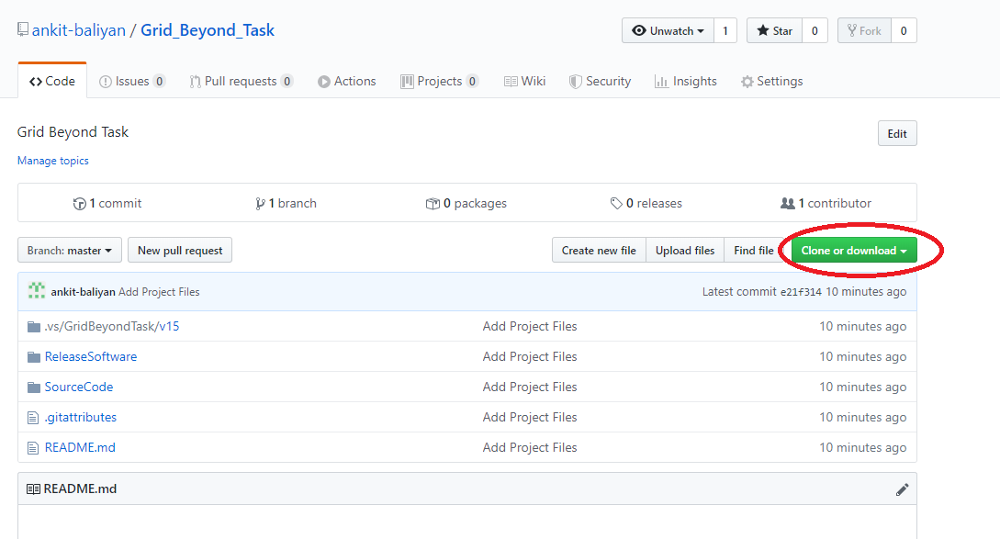 ankit-baliyan / Grid_Beyond_Task Unwatch 1 Star 0 Fork 0
Code Issues 0 Pull requests 0 Actions Projects 0 Wiki Security Insights Settings
Grid Beyond Task Edit
Manage topics
1 commit 1 branch 0 packages 0 releases 1 contributor
Branch: master New pull request Create new file Upload files Find file Clone or download
ankit-baliyan Add Project Files Latest commit e21f314 10 minutes ago
.vs/GridBeyondTask/v15 Add Project Files 10 minutes ago
ReleaseSoftware Add Project Files 10 minutes ago
SourceCode Add Project Files 10 minutes ago
.gitattributes Add Project Files 10 minutes ago
README.md Add Project Files 10 minutes ago
README.md